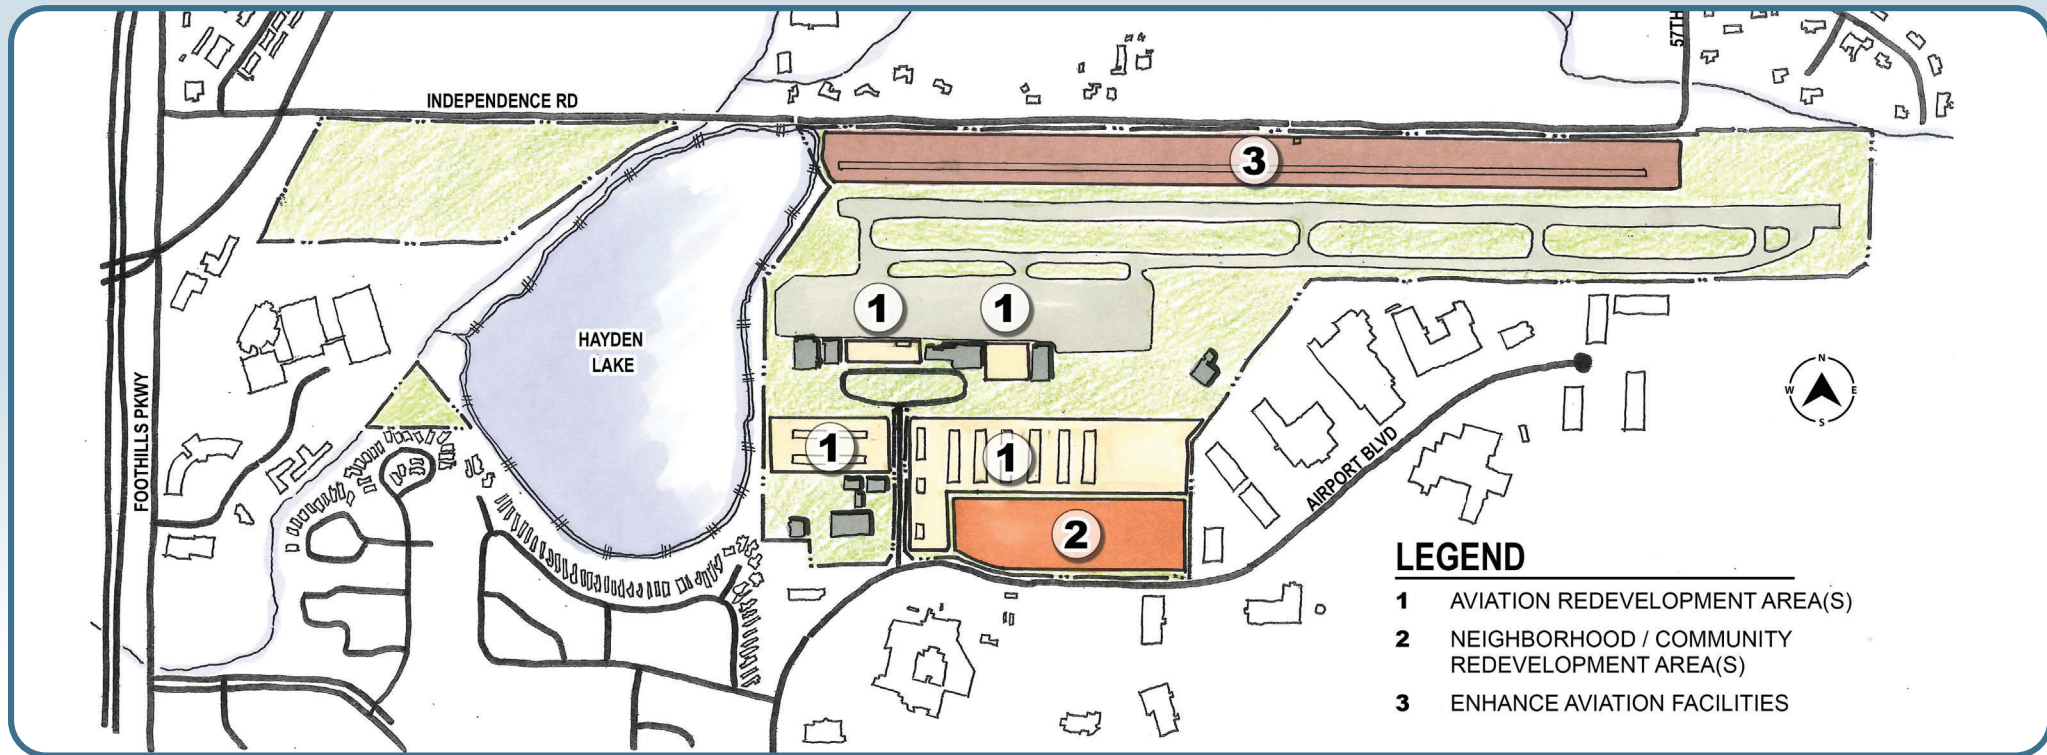 INDEPENDENCE RD
57TH
3
1
1
HAYDEN
LAKE
N
W
E
S
FOOTHILLS PKWY
1
1
AIRPORT BLVD
2
LEGEND
1 AVIATION REDEVELOPMENT AREA(S)
2 NEIGHBORHOOD / COMMUNITY
REDEVELOPMENT AREA(S)
3 ENHANCE AVIATION FACILITIES